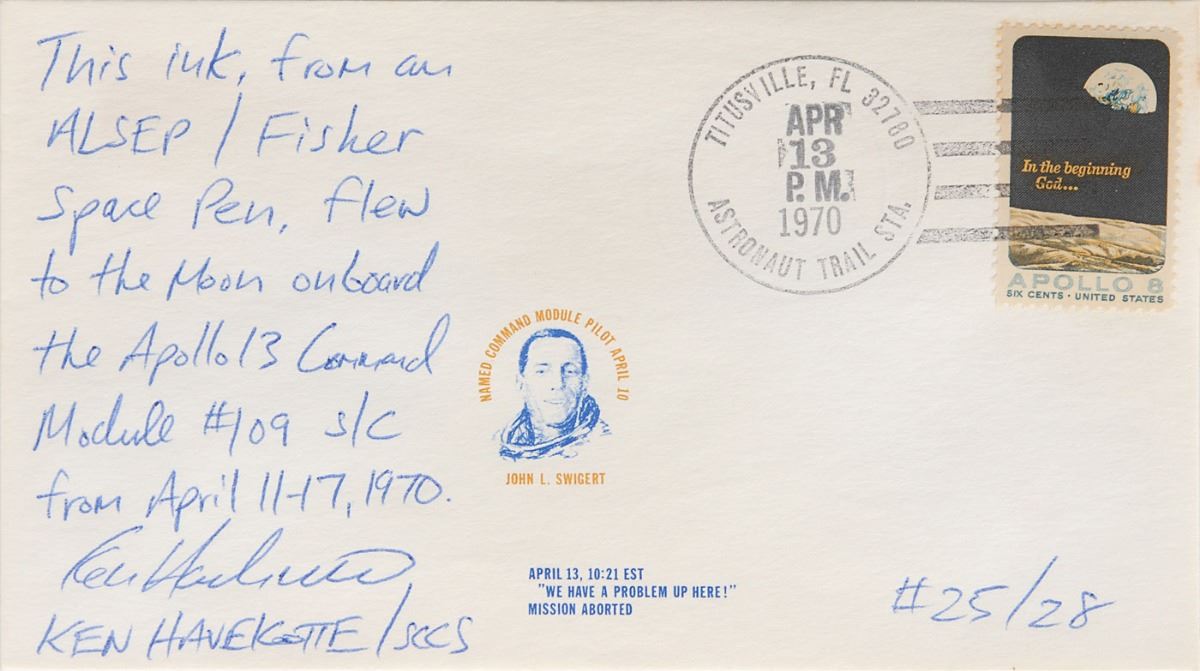 This ink, from an
ALSEP / Fisher
Space Pen, flew
to the Moon onboard
the Apollo 13 Command
Module #109 s/c
from April 11-17, 1970.
KEN HAVEKOTTE / SCCS
TITUSVILLE, FL 32780
APR
13
P.M.
1970
ASTRONAUT TRAIL STA.
In the beginning
God...
APOLLO 8
SIX CENTS · UNITED STATES
NAMED COMMAND MODULE PILOT APRIL 10
JOHN L. SWIGERT
APRIL 13, 10:21 EST
"WE HAVE A PROBLEM UP HERE!"
MISSION ABORTED
#25/28